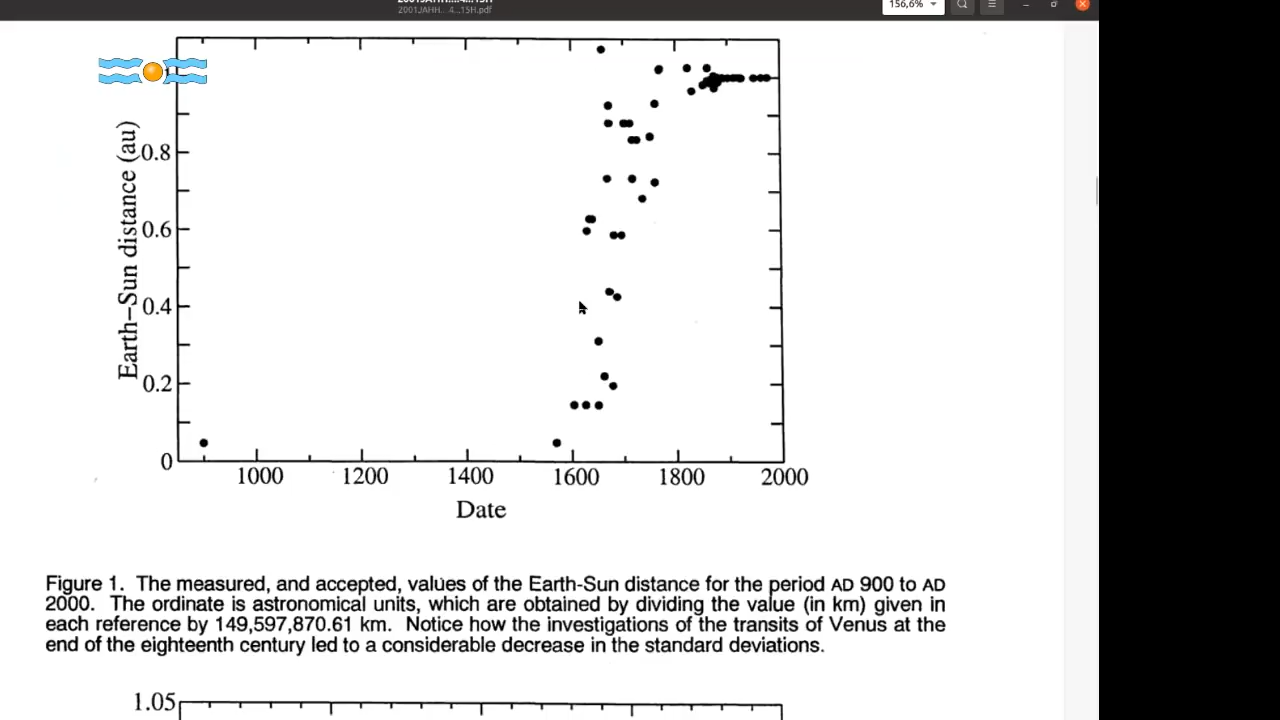 2001JAHH....4...15H.pdf
156,6%
Earth–Sun distance (au)
0.8
0.6
0.4
0.2
0
1000 1200 1400 1600 1800 2000
Date
Figure 1. The measured, and accepted, values of the Earth-Sun distance for the period AD 900 to AD
2000. The ordinate is astronomical units, which are obtained by dividing the value (in km) given in
each reference by 149,597,870.61 km. Notice how the investigations of the transits of Venus at the
end of the eighteenth century led to a considerable decrease in the standard deviations.
1.05